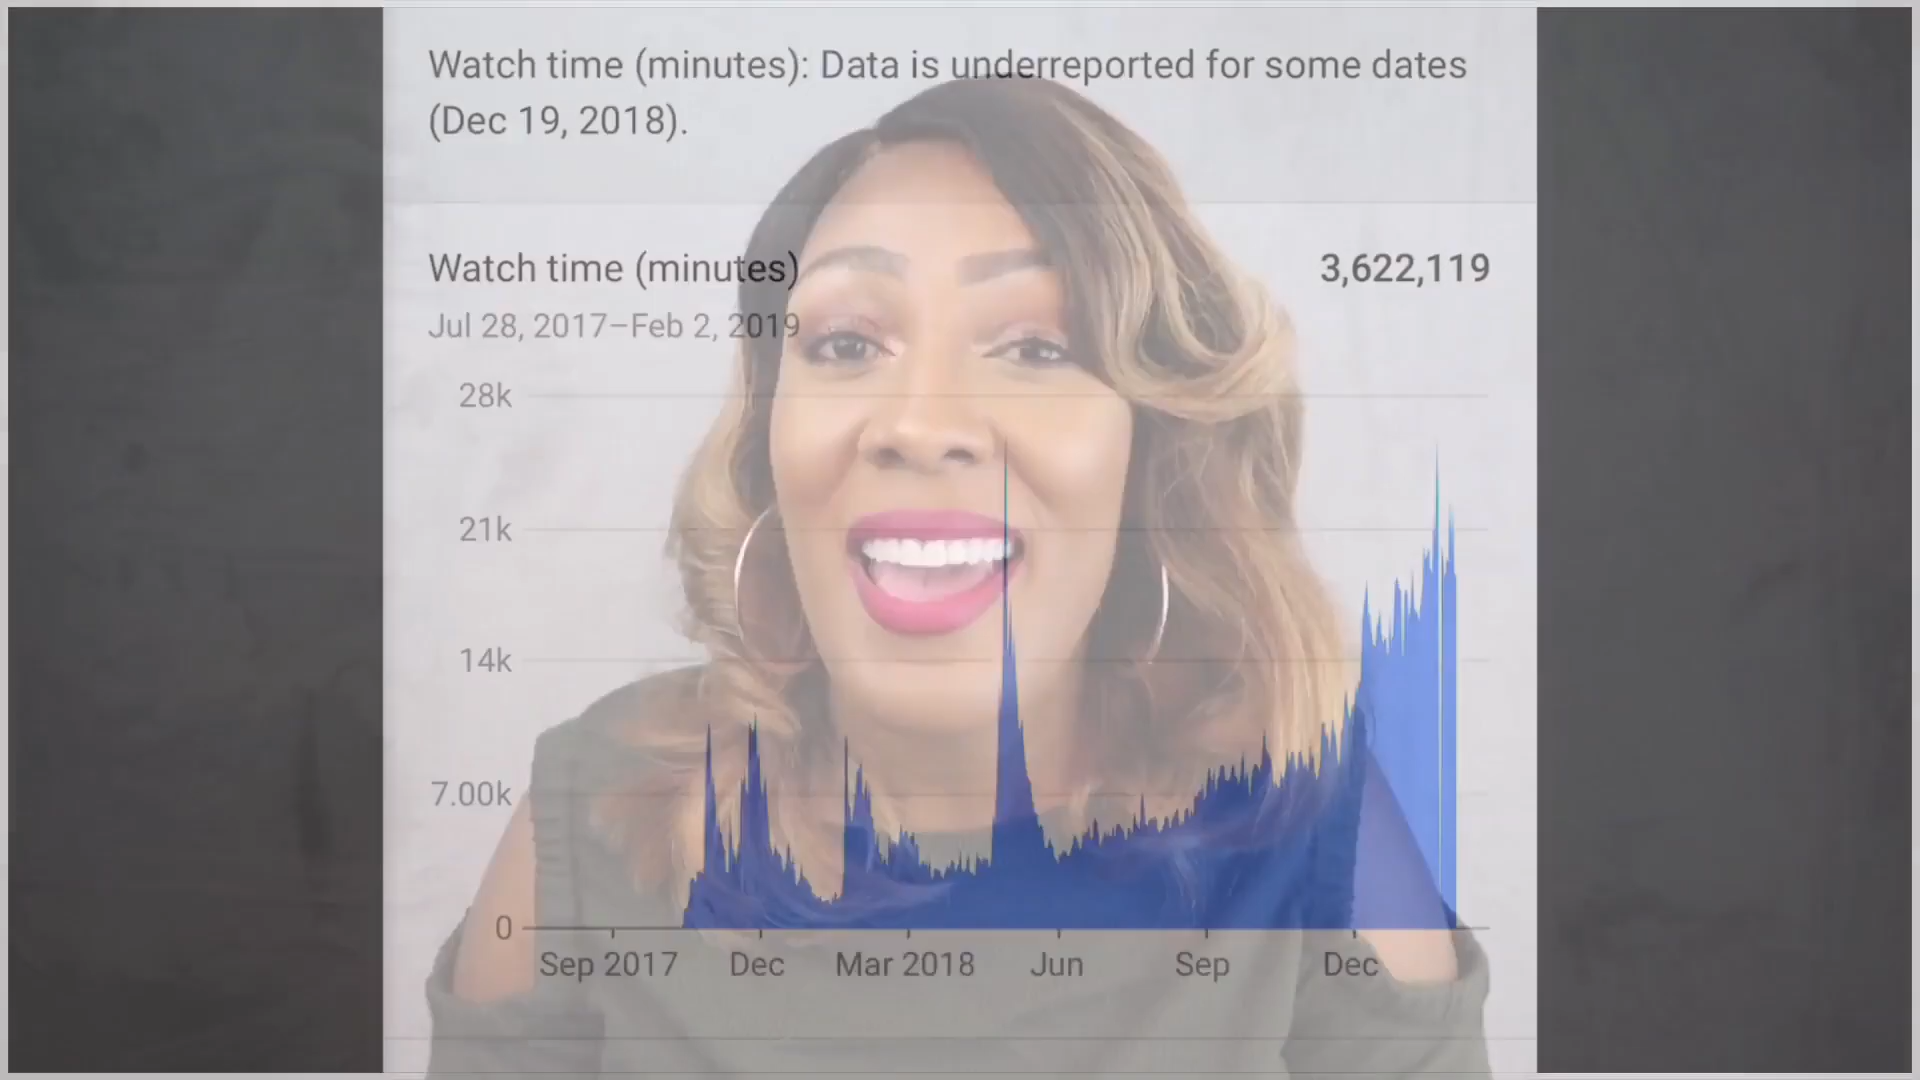 Watch time (minutes): Data is underreported for some dates
(Dec 19, 2018).
Watch time (minutes)
3,622,119
Jul 28, 2017–Feb 2, 2019
28k
21k
14k
7.00k
0
Sep 2017 Dec Mar 2018 Jun Sep Dec